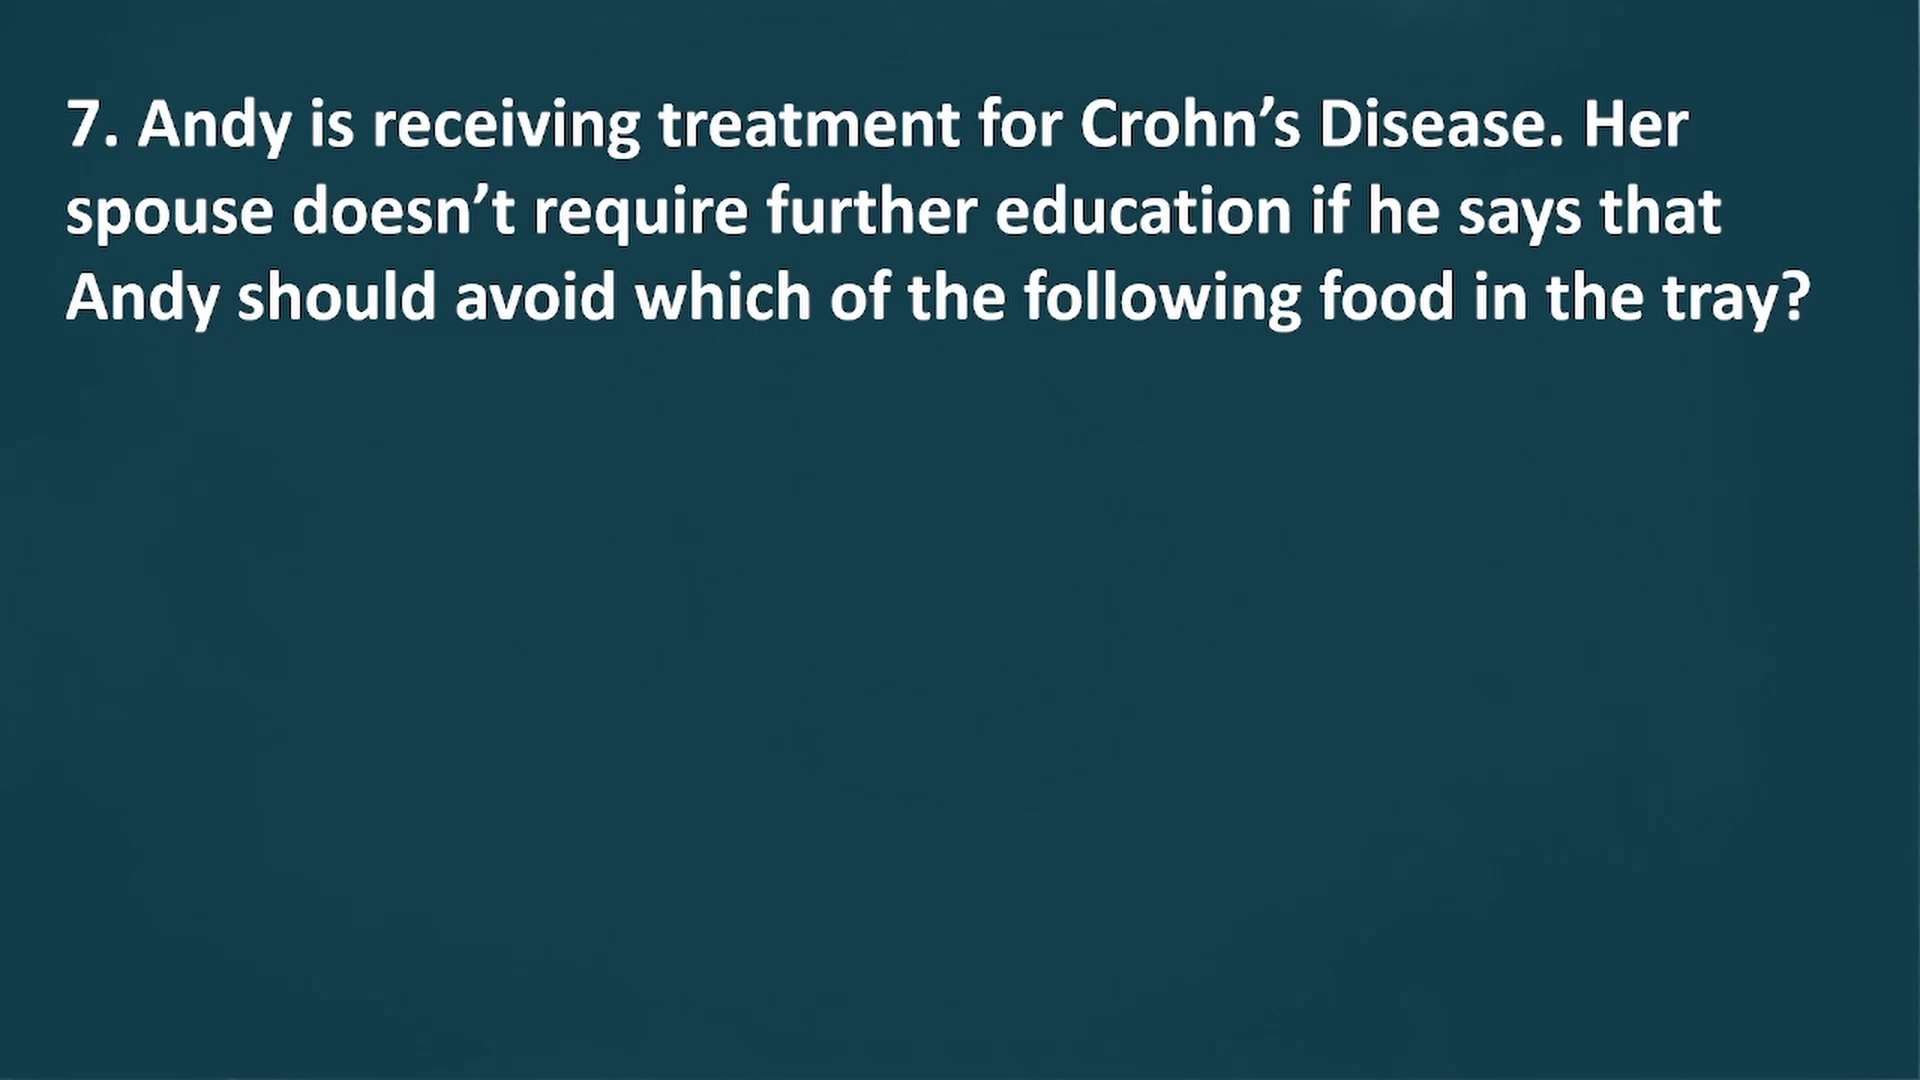 7. Andy is receiving treatment for Crohn’s Disease. Her
spouse doesn’t require further education if he says that
Andy should avoid which of the following food in the tray?